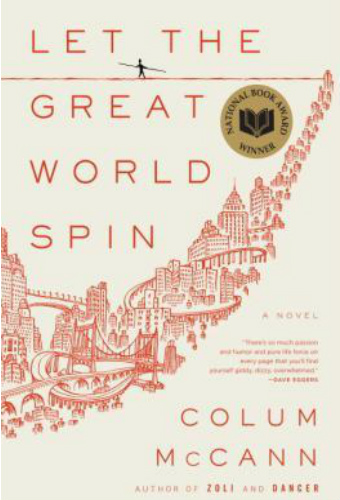 LET THE
GREAT
WORLD
SPIN
NATIONAL BOOK AWARD
WINNER
A NOVEL
"There's so much passion
and humor and pure life force on
every page that you'll find
yourself giddy, dizzy, overwhelmed."
—DAVE EGGERS
COLUM
McCANN
AUTHOR OF ZOLI AND DANCER